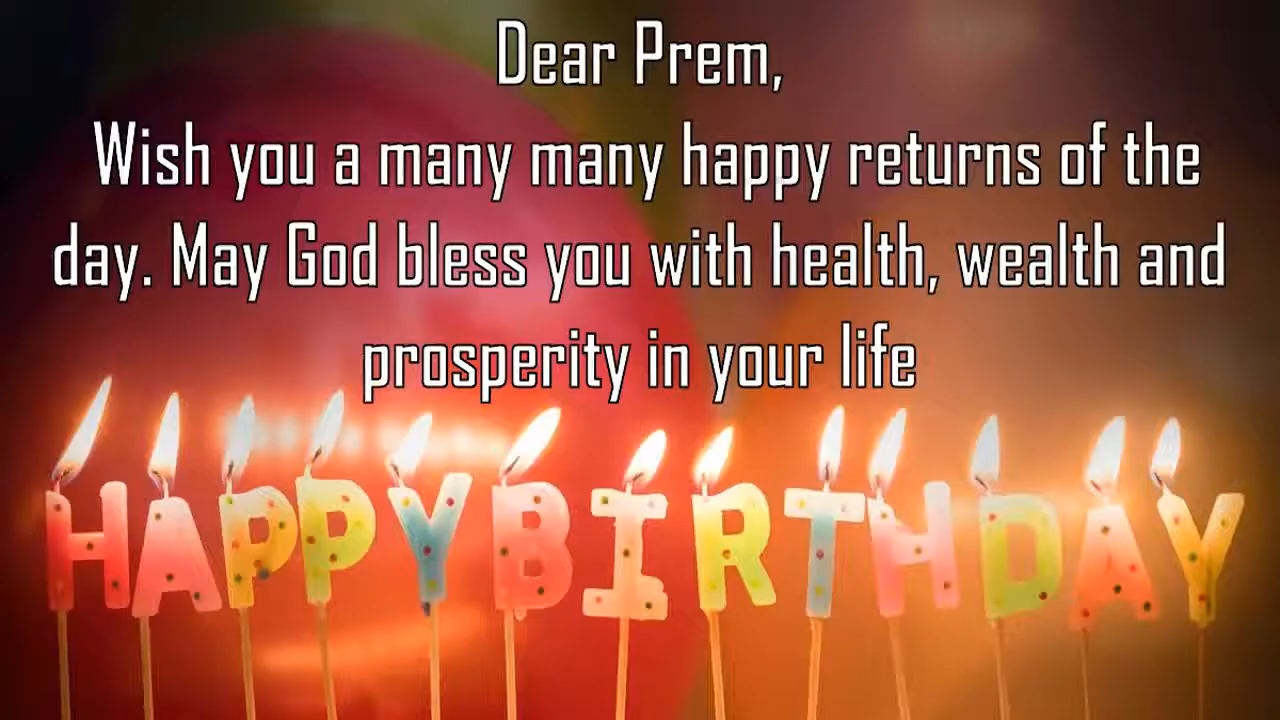 Dear Prem,
Wish you a many many happy returns of the
day. May God bless you with health, wealth and
prosperity in your life
HAPPYBIRTHDAY